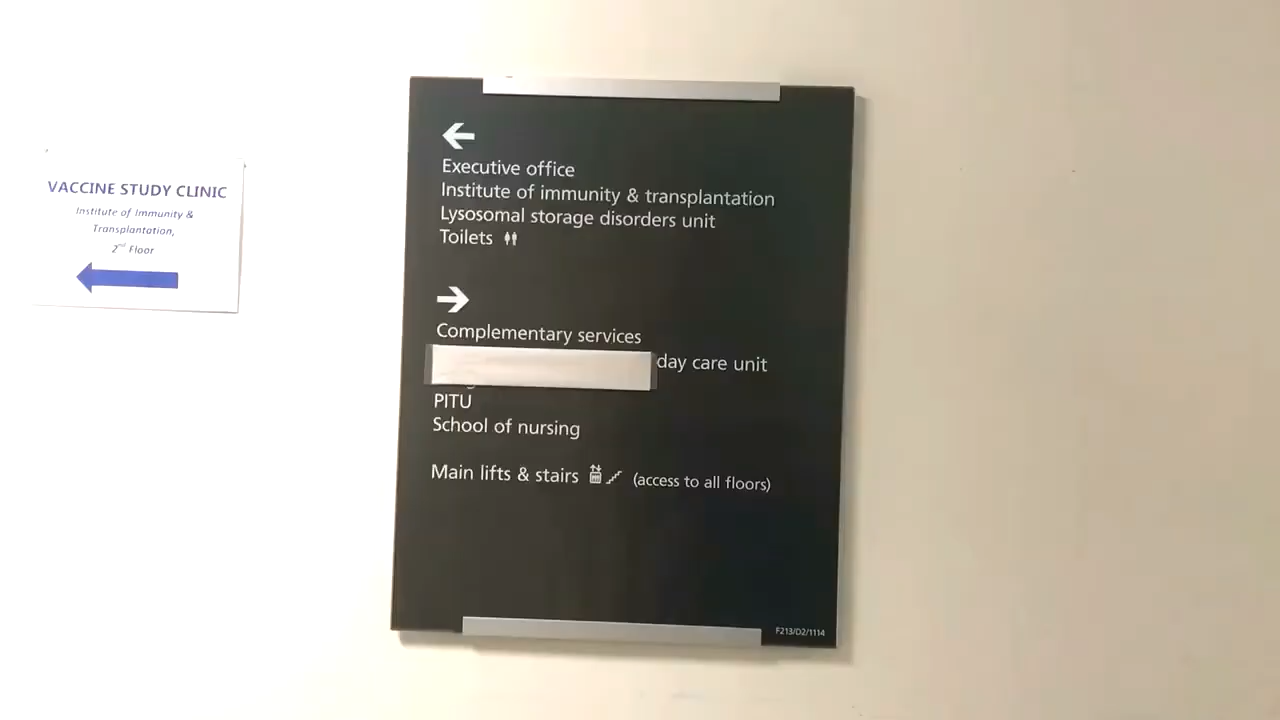 VACCINE STUDY CLINIC
Institute of Immunity &
Transplantation,
2nd Floor
Executive office
Institute of immunity & transplantation
Lysosomal storage disorders unit
Toilets
Complementary services
day care unit
PITU
School of nursing
Main lifts & stairs (access to all floors)
F213/D2/1114